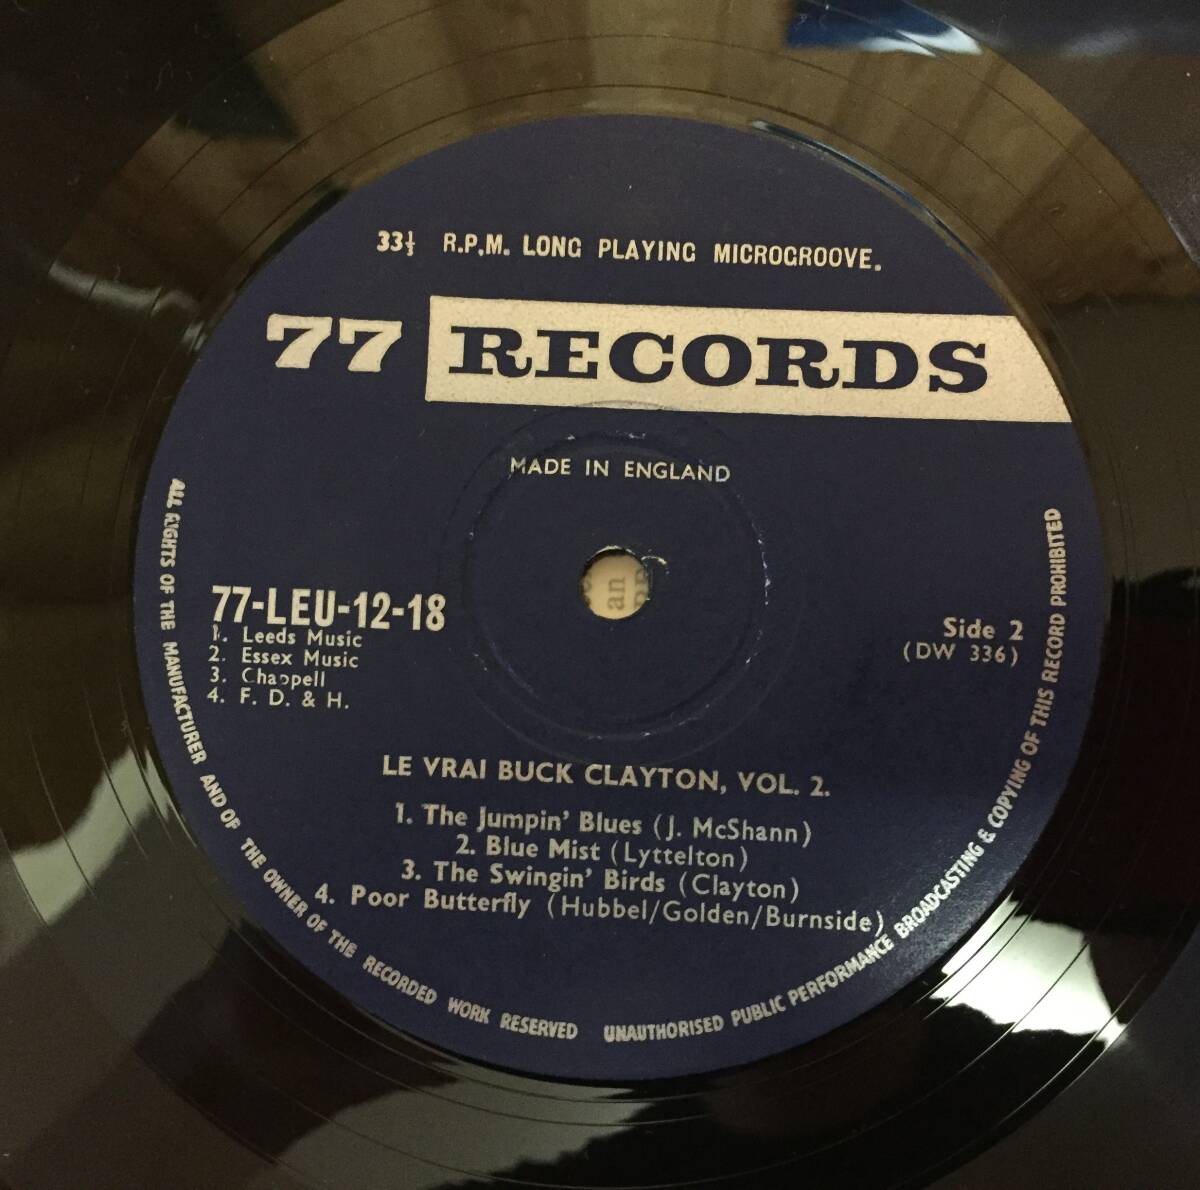 33⅓ R.P.M. LONG PLAYING MICROGROOVE.
77 RECORDS
MADE IN ENGLAND
77-LEU-12-18
1. Leeds Music
2. Essex Music
3. Chappell
4. F. D. & H.
Side 2
(DW 336)
an
LE VRAI BUCK CLAYTON, VOL. 2.
1. The Jumpin' Blues (J. McShann)
2. Blue Mist (Lyttelton)
3. The Swingin' Birds (Clayton)
4. Poor Butterfly (Hubbel/Golden/Burnside)
ALL RIGHTS OF THE MANUFACTURER AND OF THE OWNER OF THE RECORDED WORK RESERVED UNAUTHORISED PUBLIC PERFORMANCE BROADCASTING & COPYING OF THIS RECORD PROHIBITED